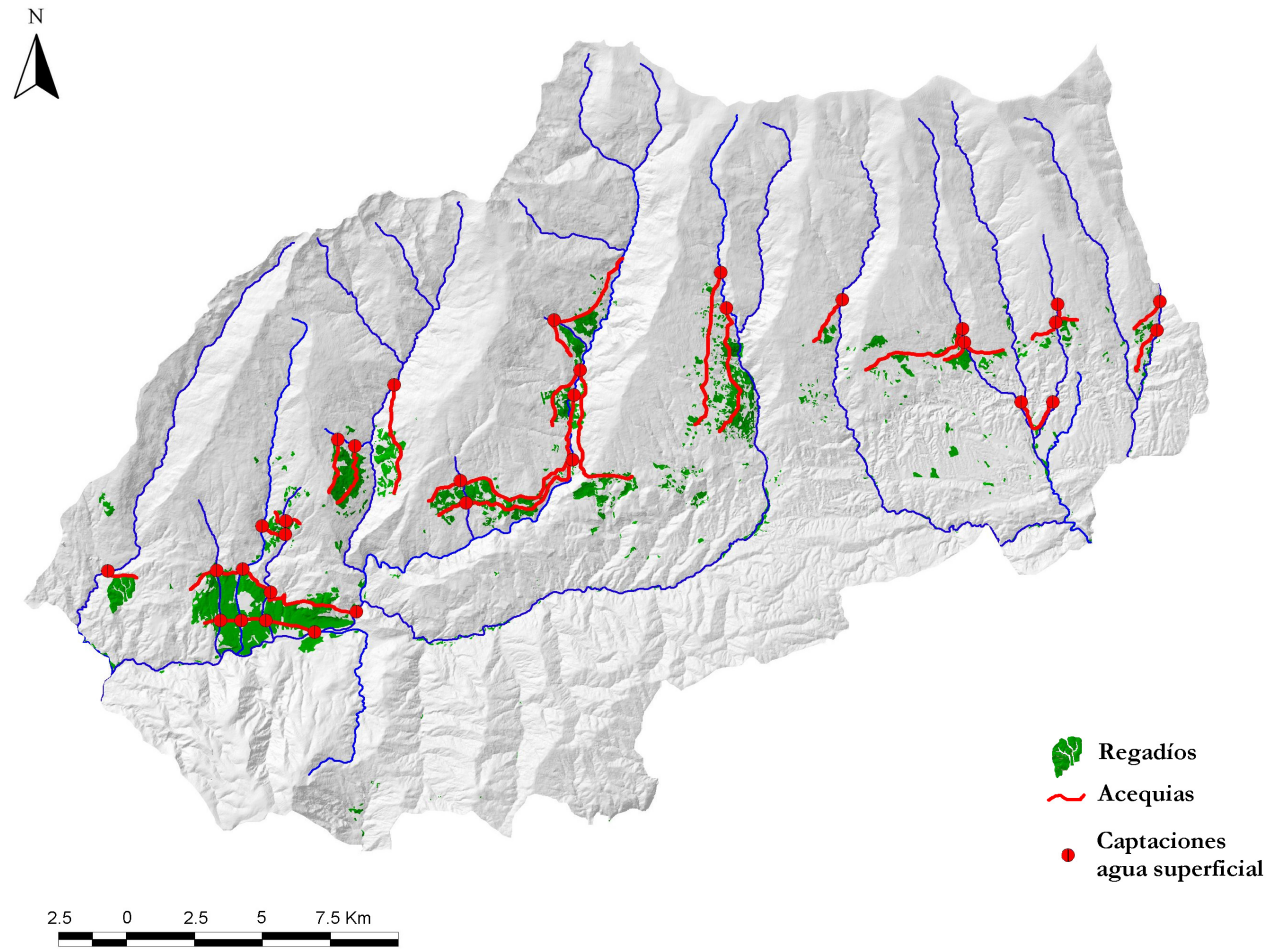 N
Regadíos
Acequias
Captaciones
agua superficial
2.5 0 2.5 5 7.5 Km